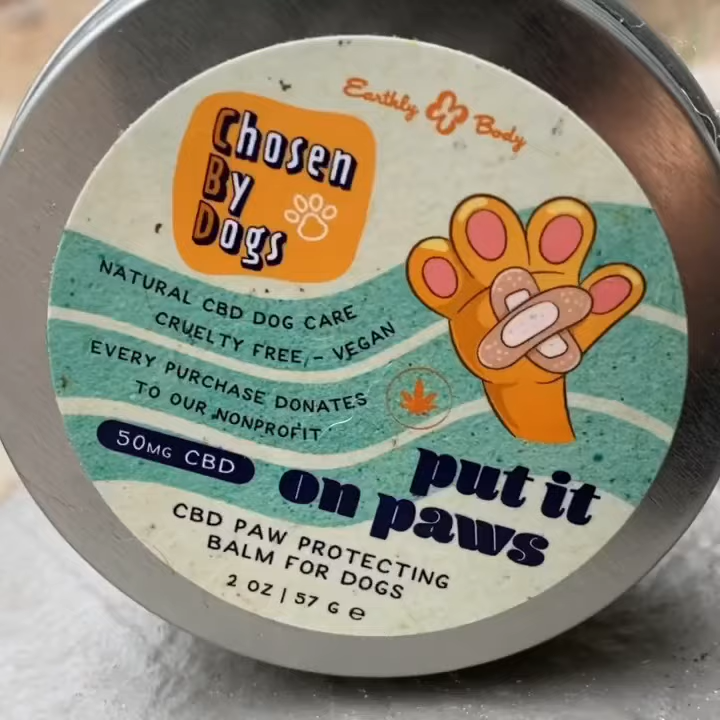 Earthly Body
Chosen
By
Dogs
NATURAL CBD DOG CARE
CRUELTY FREE - VEGAN
EVERY PURCHASE DONATES
TO OUR NONPROFIT
50MG CBD
put it
on paws
CBD PAW PROTECTING
BALM FOR DOGS
2 OZ | 57 G ℮